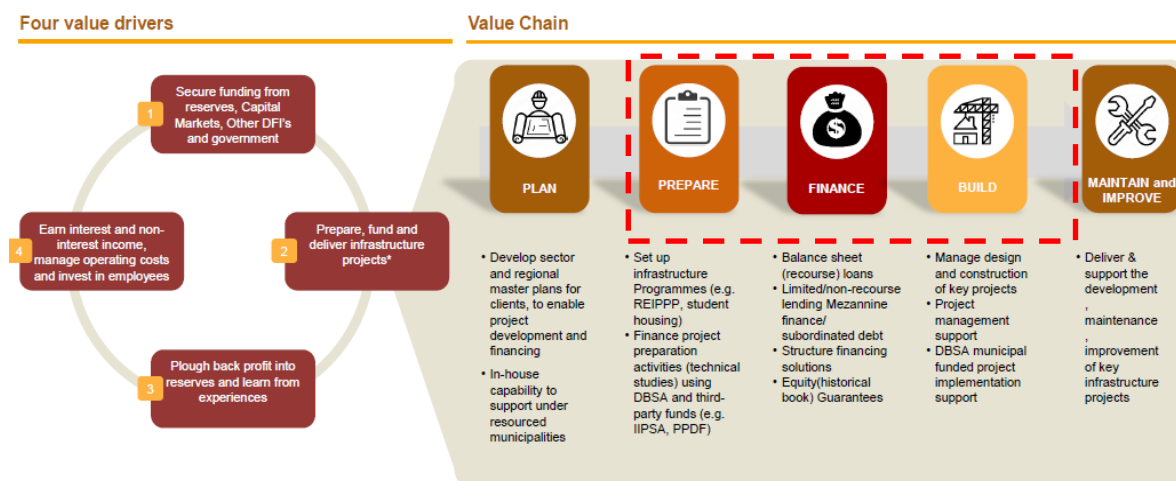 Four value drivers
1
Secure funding from
reserves, Capital
Markets, Other DFI's
and government
2
Prepare, fund and
deliver infrastructure
projects*
3
Plough back profit into
reserves and learn from
experiences
4
Earn interest and non-
interest income,
manage operating costs
and invest in employees
Value Chain
PLAN
• Develop sector
and regional
master plans for
clients, to enable
project
development and
financing
• In-house
capability to
support under
resourced
municipalities
PREPARE
• Set up
infrastructure
Programmes (e.g.
REIPPP, student
housing)
• Finance project
preparation
activities (technical
studies) using
DBSA and third-
party funds (e.g.
IIPSA, PPDF)
$
FINANCE
• Balance sheet
(recourse) loans
• Limited/non-recourse
lending Mezzanine
finance/
subordinated debt
• Structure financing
solutions
• Equity(historical
book) Guarantees
BUILD
• Manage design
and construction
of key projects
• Project
management
support
• DBSA municipal
funded project
implementation
support
MAINTAIN and
IMPROVE
• Deliver &
support the
development
,
maintenance
,
improvement
of key
infrastructure
projects